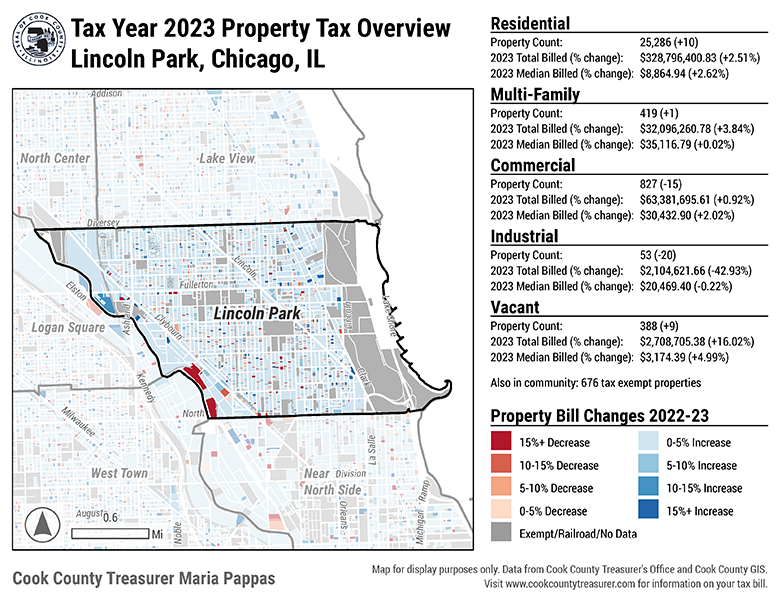 Tax Year 2023 Property Tax Overview
Lincoln Park, Chicago, IL
Addison
North Center
Lake View
Diversey
Lincoln
Fullerton
Elston
Ashland
Clybourn
Lincoln Park
Lake Shore
Logan Square
Kennedy
Clark
North
Milwaukee
La Salle
West Town
Near
North Side
Division
Orleans
Michigan
Ramp
Noble
August
0.6
Mi
Residential
Property Count: 25,286 (+10)
2023 Total Billed (% change): $328,796,400.83 (+2.51%)
2023 Median Billed (% change): $8,864.94 (+2.62%)
Multi-Family
Property Count: 419 (+1)
2023 Total Billed (% change): $32,096,260.78 (+3.84%)
2023 Median Billed (% change): $35,116.79 (+0.02%)
Commercial
Property Count: 827 (-15)
2023 Total Billed (% change): $63,381,695.61 (+0.92%)
2023 Median Billed (% change): $30,432.90 (+2.02%)
Industrial
Property Count: 53 (-20)
2023 Total Billed (% change): $2,104,621.66 (-42.93%)
2023 Median Billed (% change): $20,469.40 (-0.22%)
Vacant
Property Count: 388 (+9)
2023 Total Billed (% change): $2,708,705.38 (+16.02%)
2023 Median Billed (% change): $3,174.39 (+4.99%)
Also in community: 676 tax exempt properties
Property Bill Changes 2022-23
15%+ Decrease
0-5% Increase
10-15% Decrease
5-10% Increase
5-10% Decrease
10-15% Increase
0-5% Decrease
15%+ Increase
Exempt/Railroad/No Data
Cook County Treasurer Maria Pappas
Map for display purposes only. Data from Cook County Treasurer's Office and Cook County GIS.
Visit www.cookcountytreasurer.com for information on your tax bill.